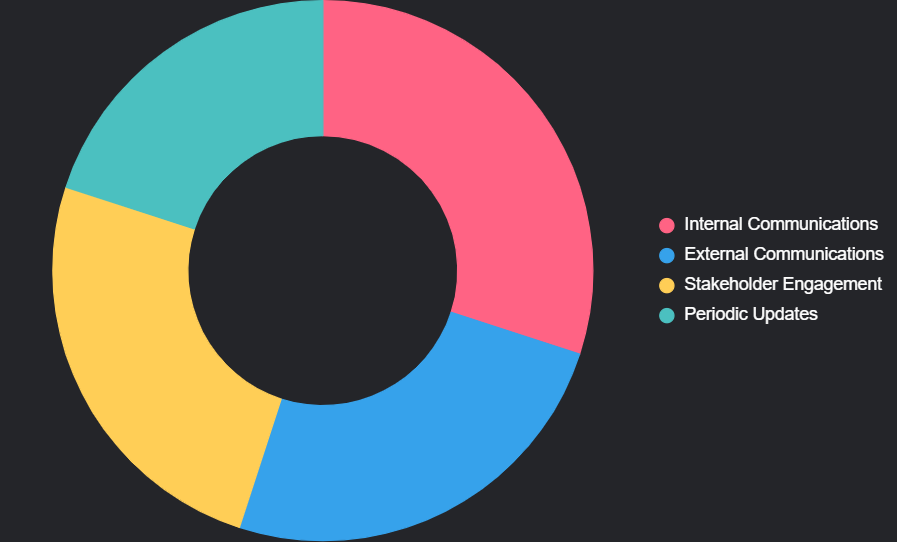 Internal Communications
External Communications
Stakeholder Engagement
Periodic Updates